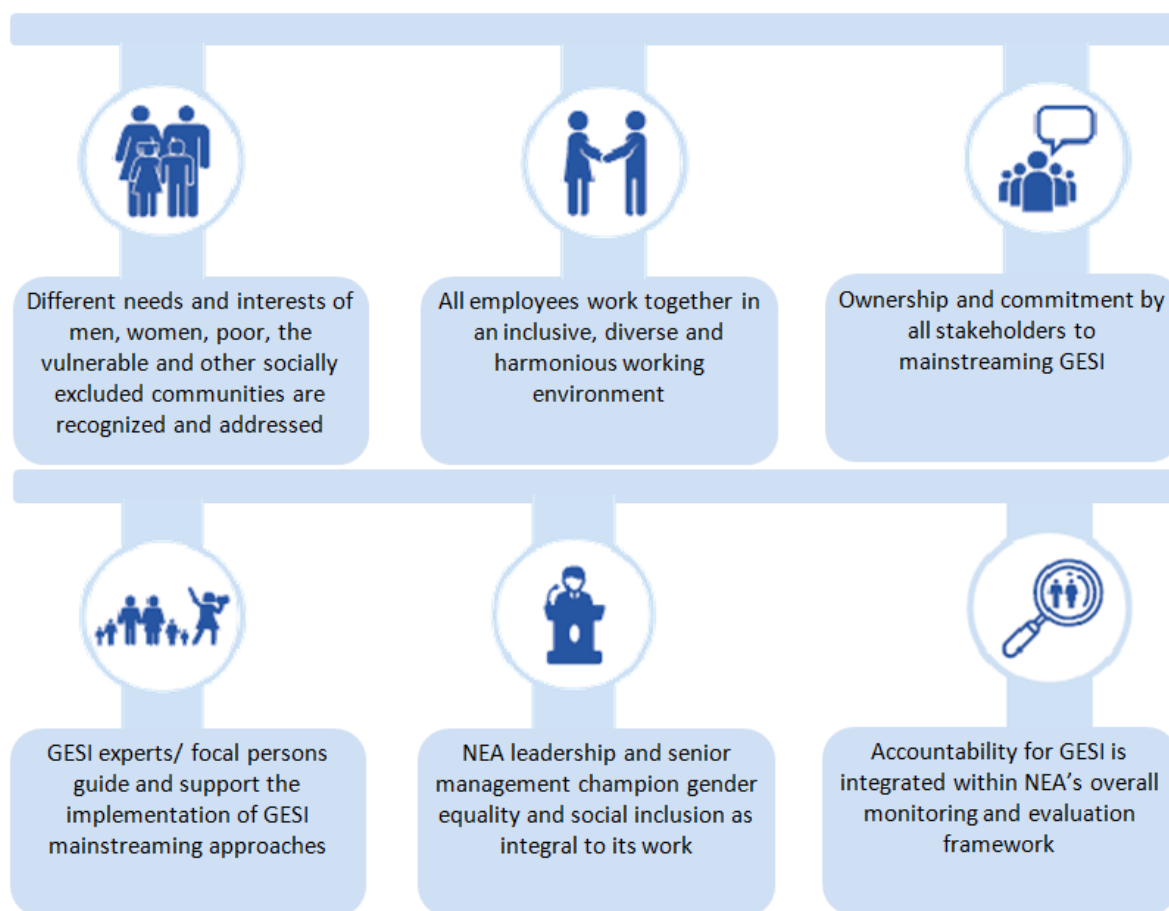 Different needs and interests of
men, women, poor, the
vulnerable and other socially
excluded communities are
recognized and addressed
All employees work together in
an inclusive, diverse and
harmonious working
environment
Ownership and commitment by
all stakeholders to
mainstreaming GESI
GESI experts/ focal persons
guide and support the
implementation of GESI
mainstreaming approaches
NEA leadership and senior
management champion gender
equality and social inclusion as
integral to its work
Accountability for GESI is
integrated within NEA’s overall
monitoring and evaluation
framework